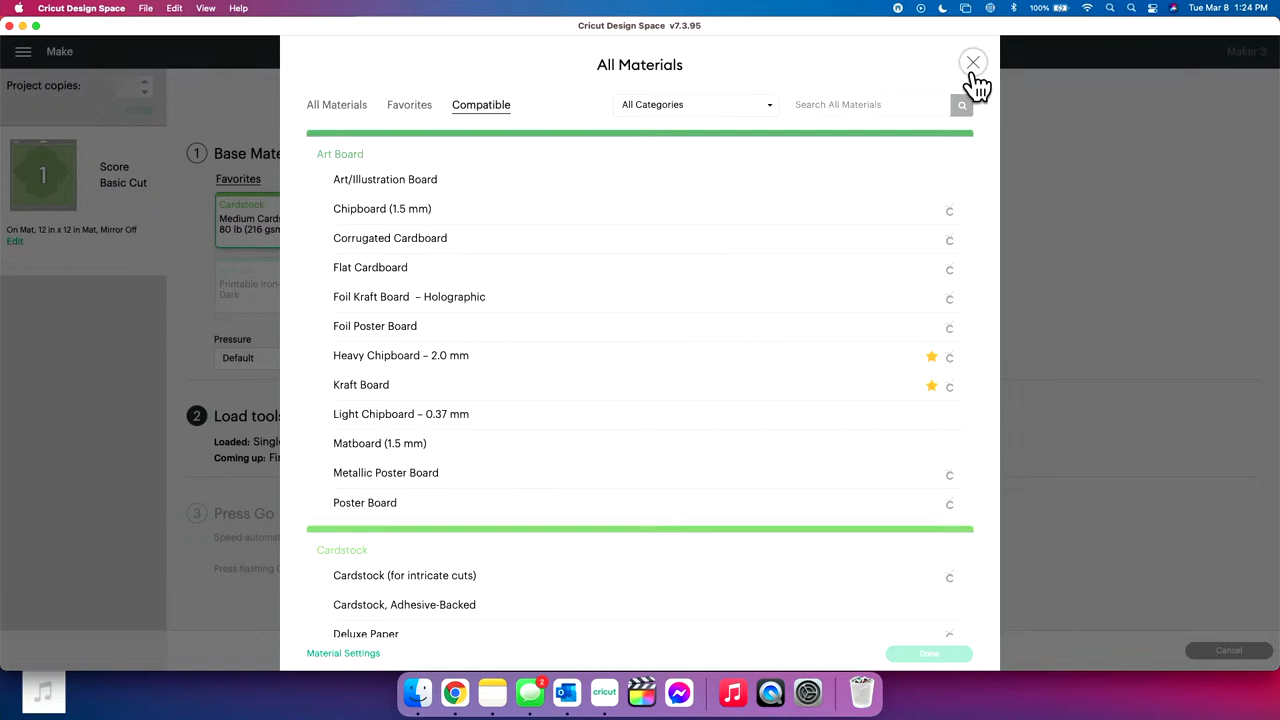 Cricut Design Space File Edit View Help 100% Tue Mar 8 1:24 PM
Cricut Design Space v7.3.95
Make
Maker 3
Project copies:
1
Score
Basic Cut
On Mat, 12 in x 12 in Mat, Mirror Off
Edit
1 Base Mate
Favorites
Cardstock
Medium Cards
80 lb (216 gsm
Printable Iron-
Dark
Pressure
Default
2 Load tools
Loaded: Single
Coming up: Fin
3 Press Go
Speed automat
Press flashing
All Materials
All Materials Favorites Compatible All Categories Search All Materials
Art Board
Art/Illustration Board
Chipboard (1.5 mm)
Corrugated Cardboard
Flat Cardboard
Foil Kraft Board – Holographic
Foil Poster Board
Heavy Chipboard – 2.0 mm
Kraft Board
Light Chipboard – 0.37 mm
Matboard (1.5 mm)
Metallic Poster Board
Poster Board
Cardstock
Cardstock (for intricate cuts)
Cardstock, Adhesive-Backed
Deluxe Paper
Material Settings
Done
Cancel
2
cricut